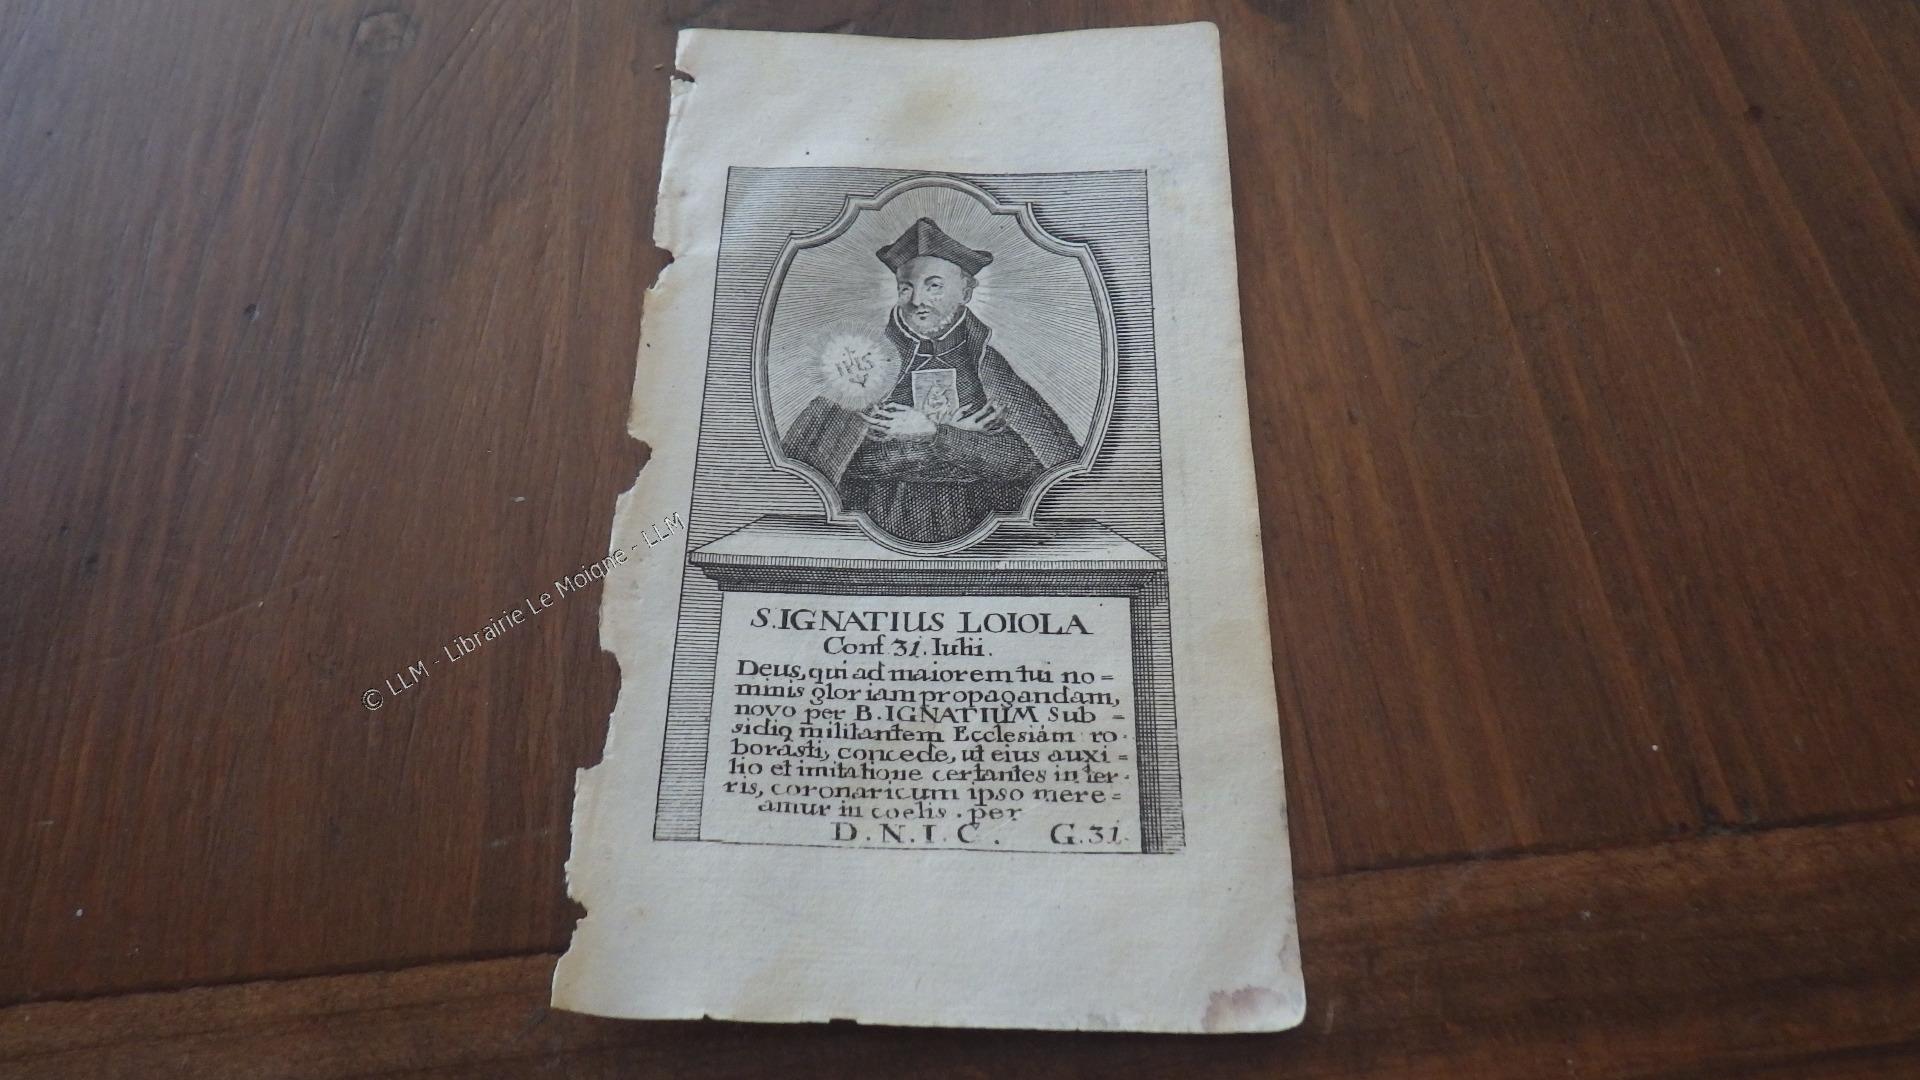 IHS
S. IGNATIUS LOIOLA
Conf. 31. Iulii.
Deus, qui ad maiorem tui no=
minis gloriam propagandam,
novo per B. IGNATIUM Sub=
sidio militantem Ecclesiam ro-
borasti, concede, ut eius auxi=
lio et imitatione certantes in ter-
ris, coronari cum ipso mere=
amur in coelis. per
D. N. I. C. G. 31.
© LLM - Librairie Le Moigne - LLM